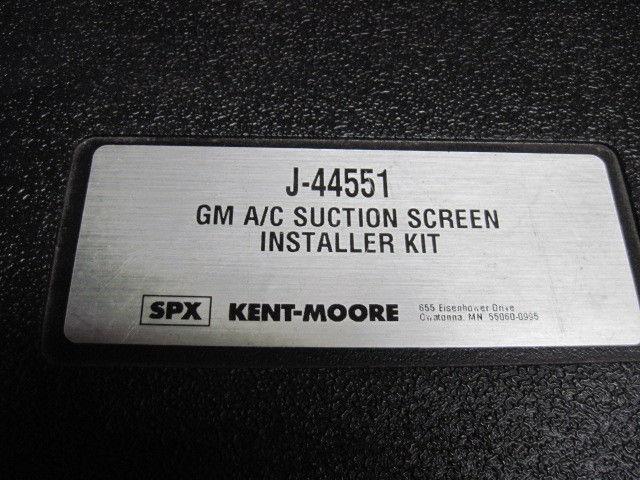 J-44551
GM A/C SUCTION SCREEN
INSTALLER KIT
SPX KENT-MOORE
655 Eisenhower Drive
Owatonna, MN 55060-0995